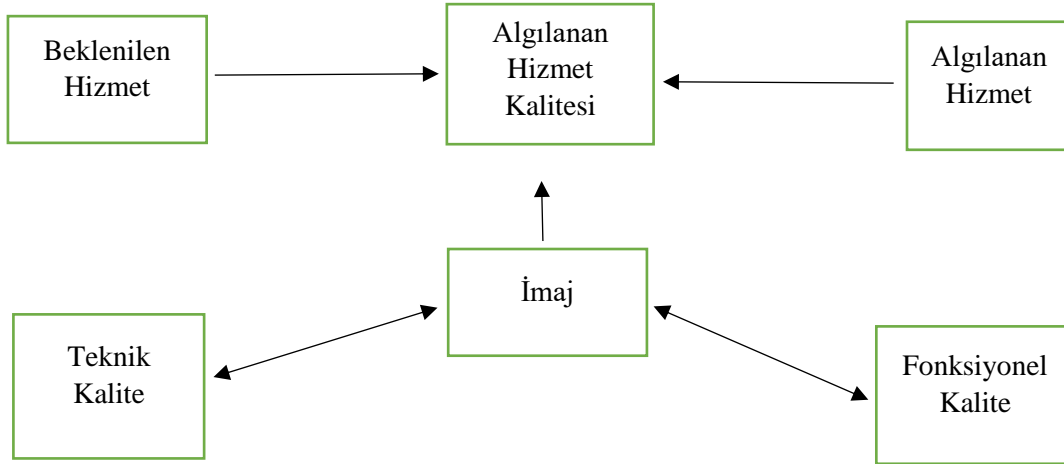 Beklenilen
Hizmet
Algılanan
Hizmet
Kalitesi
Algılanan
Hizmet
İmaj
Teknik
Kalite
Fonksiyonel
Kalite